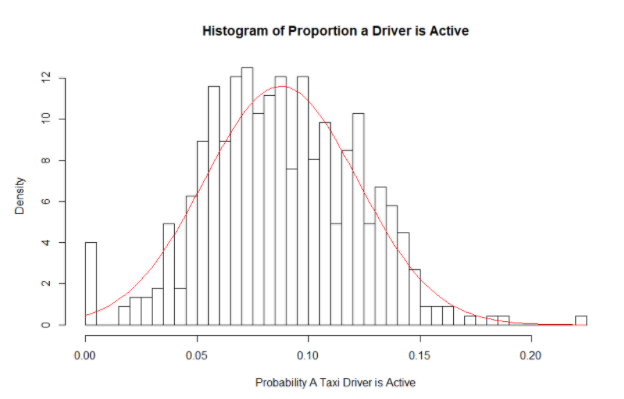 Histogram of Proportion a Driver is Active
Density
12
10
8
6
4
2
0
0.00 0.05 0.10 0.15 0.20
Probability A Taxi Driver is Active